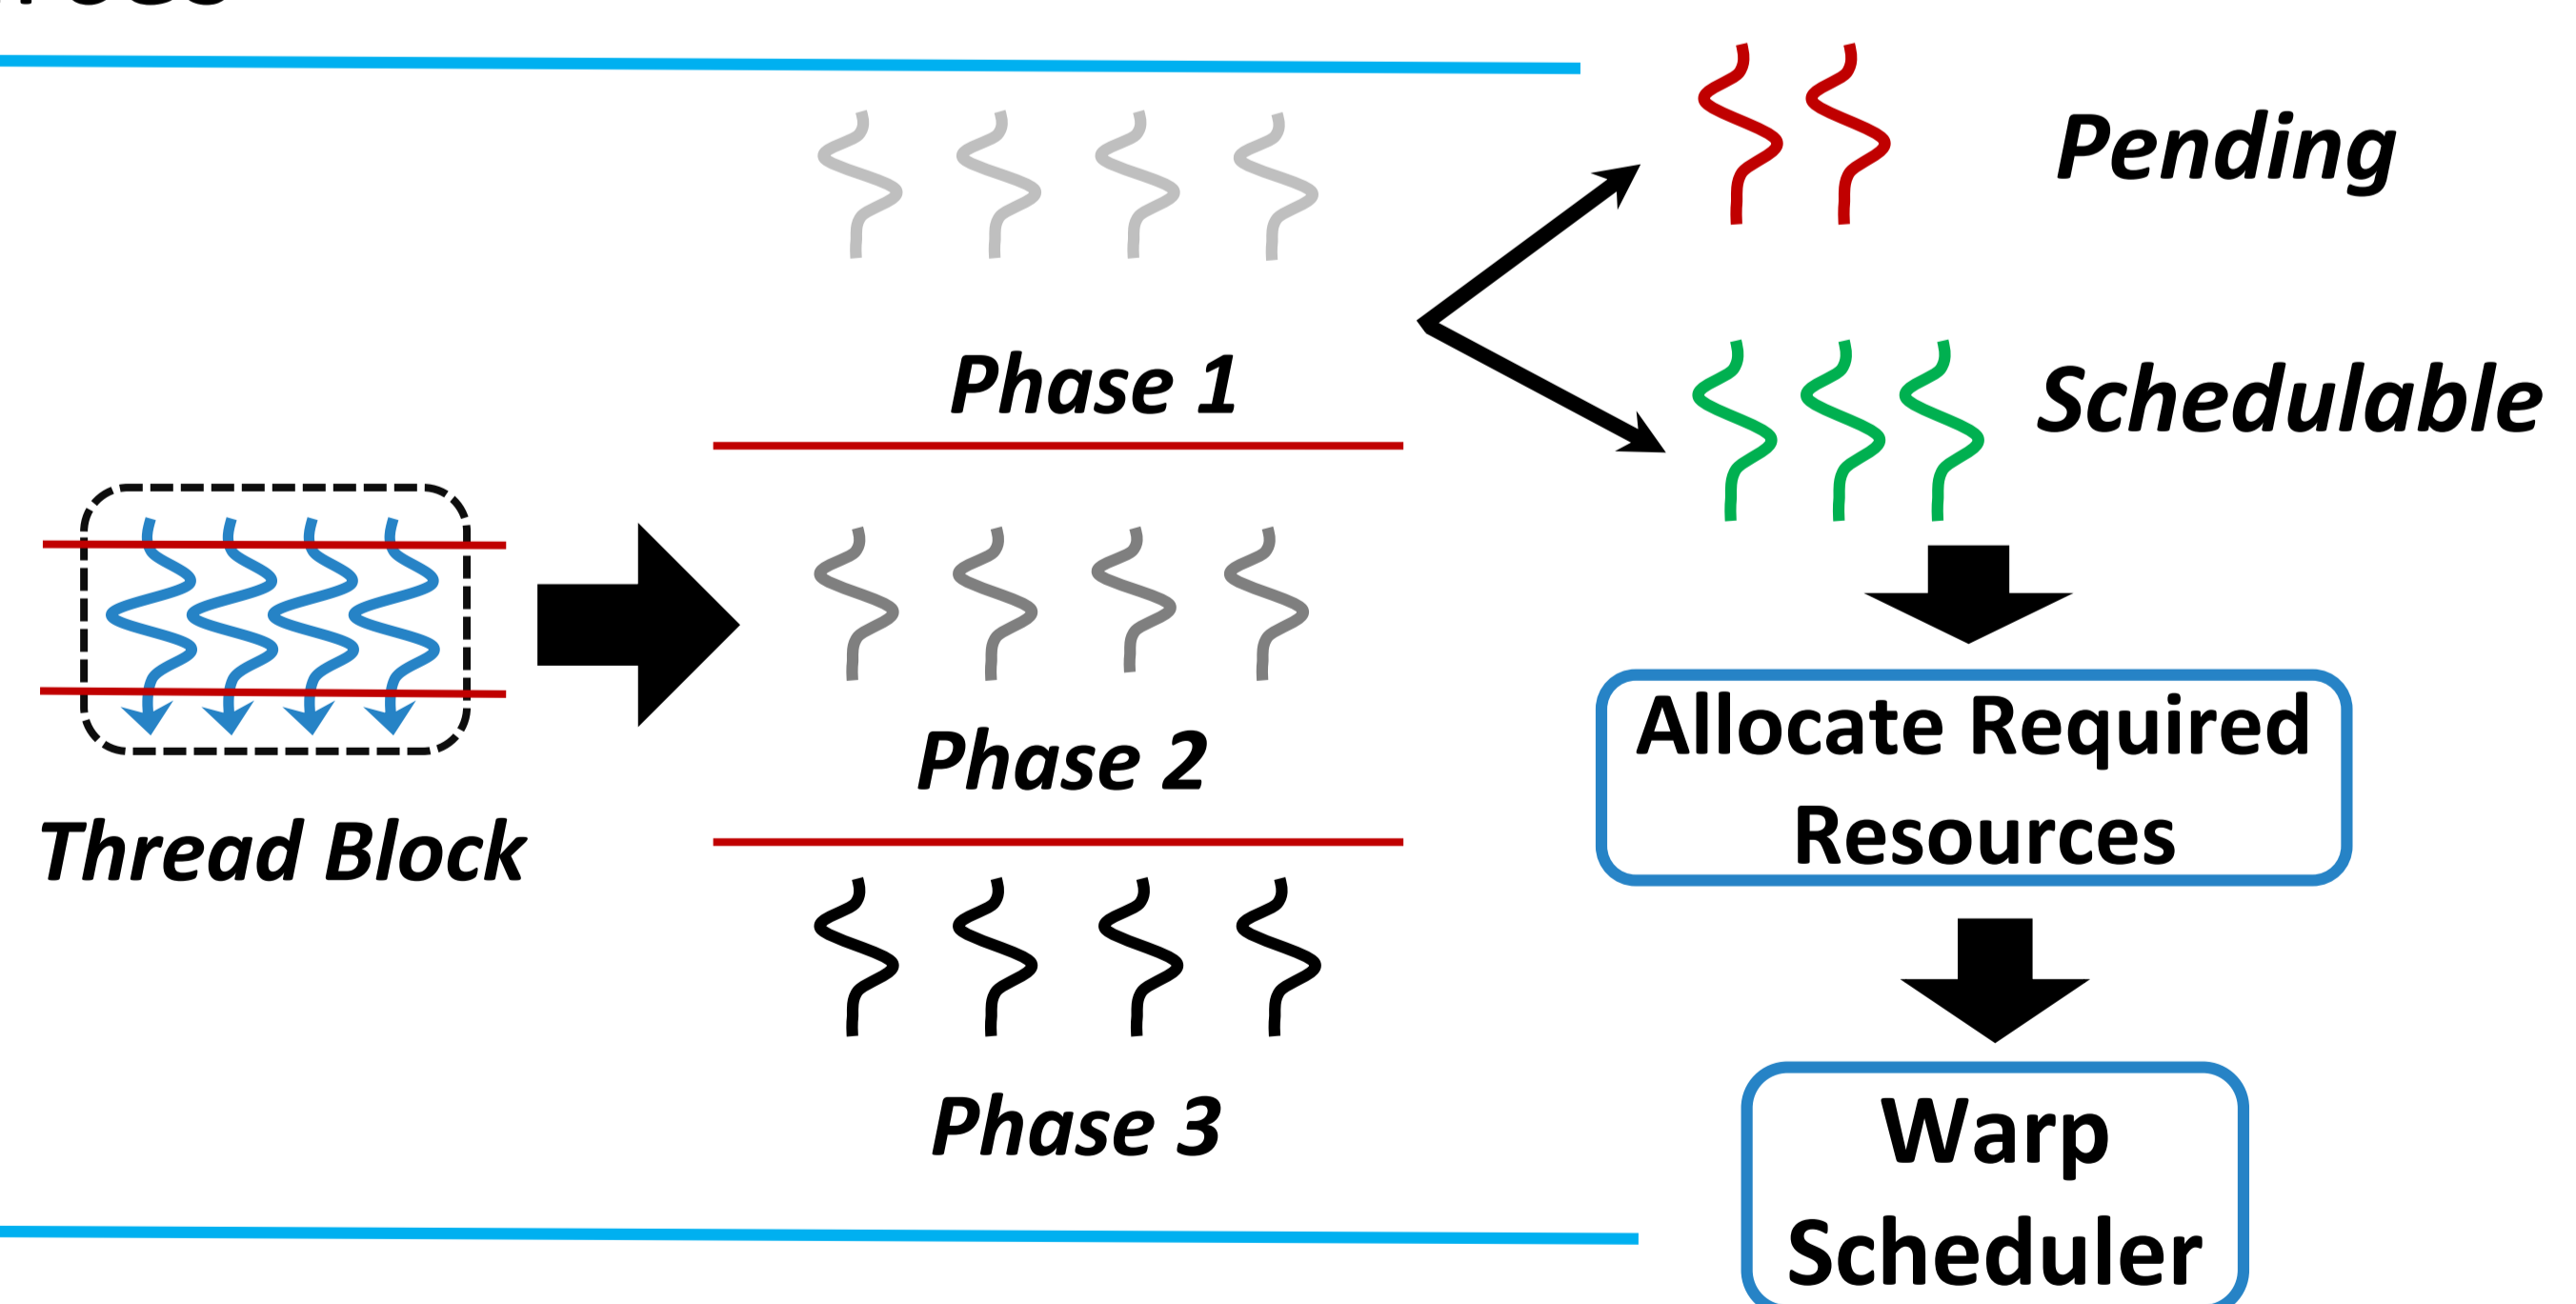 Pending
Phase 1
Schedulable
Thread Block
Phase 2
Allocate Required
Resources
Phase 3
Warp
Scheduler